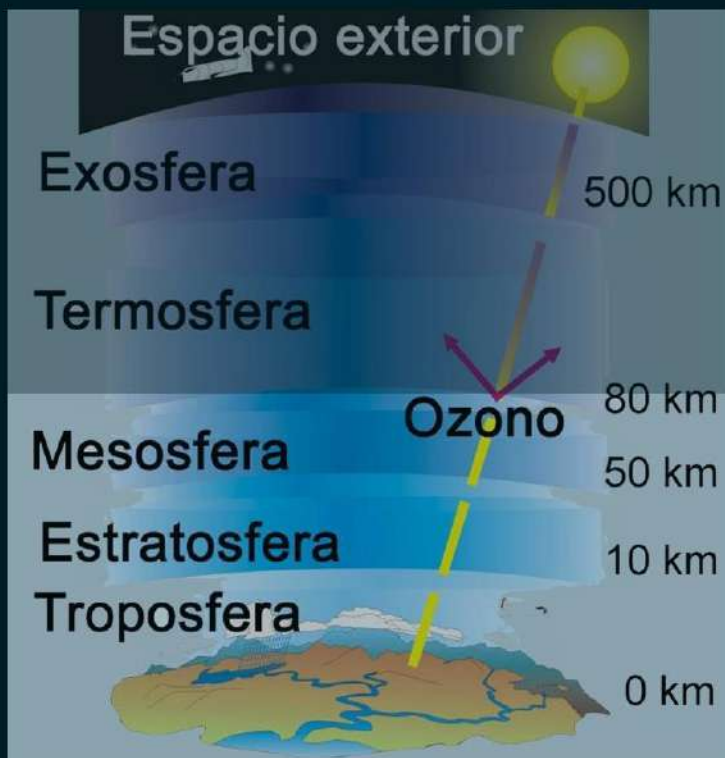 Espacio exterior
Exosfera
500 km
Termosfera
80 km
Ozono
Mesosfera
50 km
Estratosfera
10 km
Troposfera
0 km